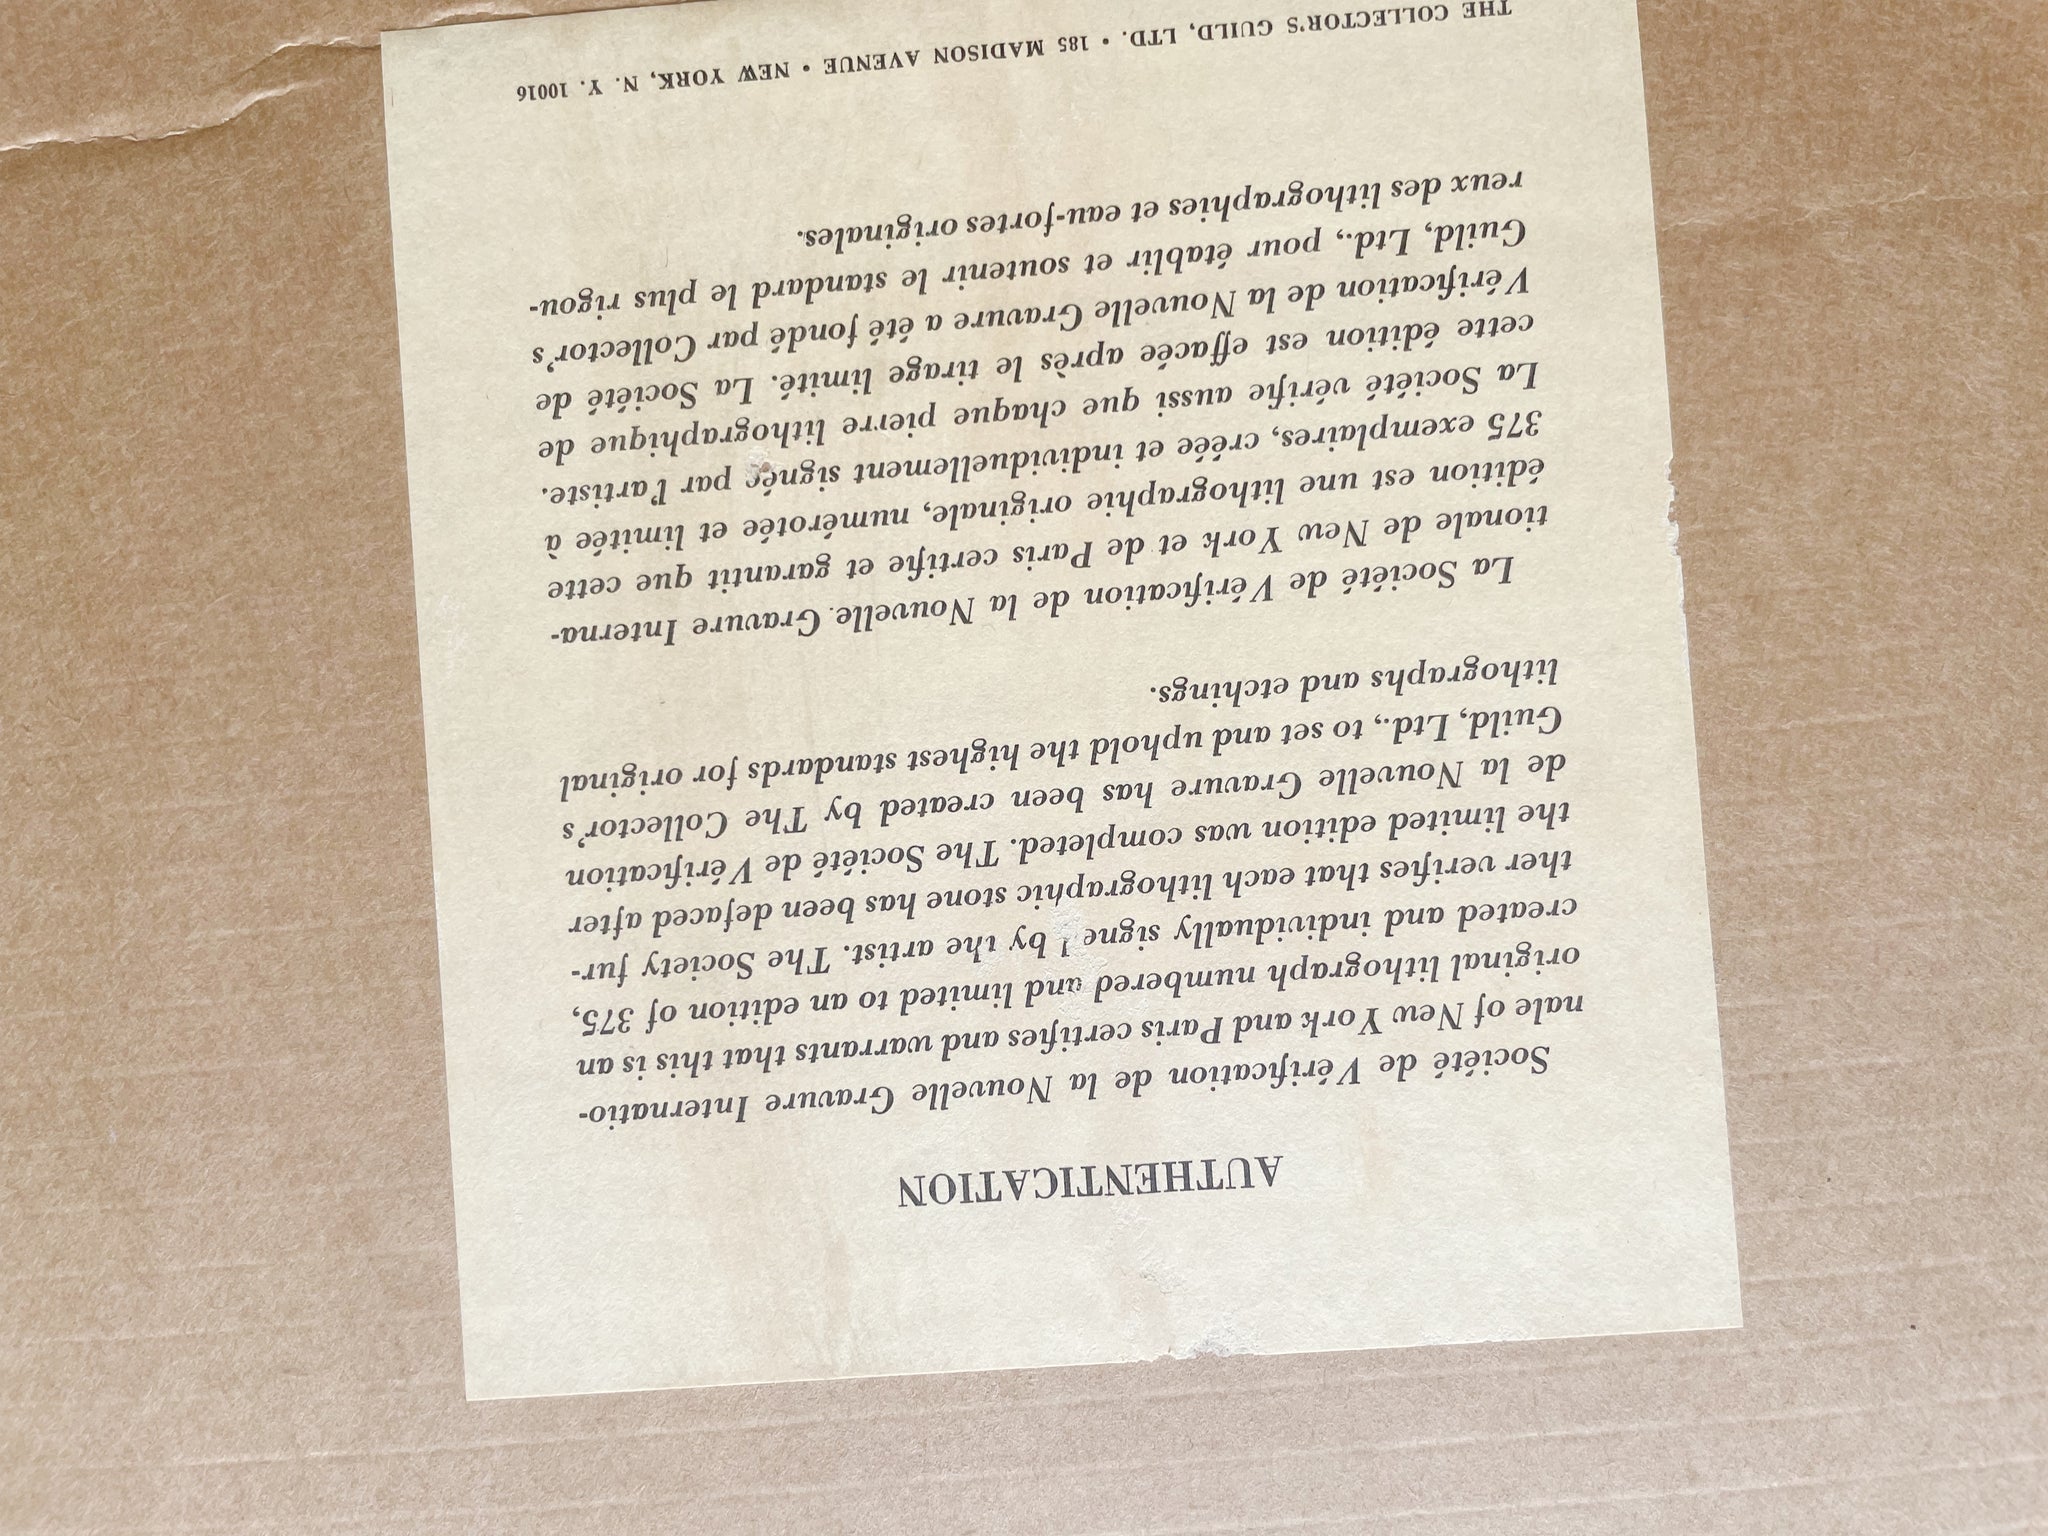 AUTHENTICATION
Société de Vérification de la Nouvelle Gravure Internatio-
nale of New York and Paris certifies and warrants that this is an
original lithograph numbered and limited to an edition of 375,
created and individually signed by the artist. The Society fur-
ther verifies that each lithographic stone has been defaced after
the limited edition was completed. The Société de Vérification
de la Nouvelle Gravure has been created by The Collector's
Guild, Ltd., to set and uphold the highest standards for original
lithographs and etchings.
La Société de Vérification de la Nouvelle Gravure Interna-
tionale de New York et de Paris certifie et garantit que cette
édition est une lithographie originale, numérotée et limitée à
375 exemplaires, créée et individuellement signée par l'artiste.
La Société vérifie aussi que chaque pierre lithographique de
cette édition est effacée après le tirage limité. La Société de
Vérification de la Nouvelle Gravure a été fondé par Collector's
Guild, Ltd., pour établir et soutenir le standard le plus rigou-
reux des lithographies et eau-fortes originales.
THE COLLECTOR'S GUILD, LTD. • 185 MADISON AVENUE • NEW YORK, N. Y. 10016